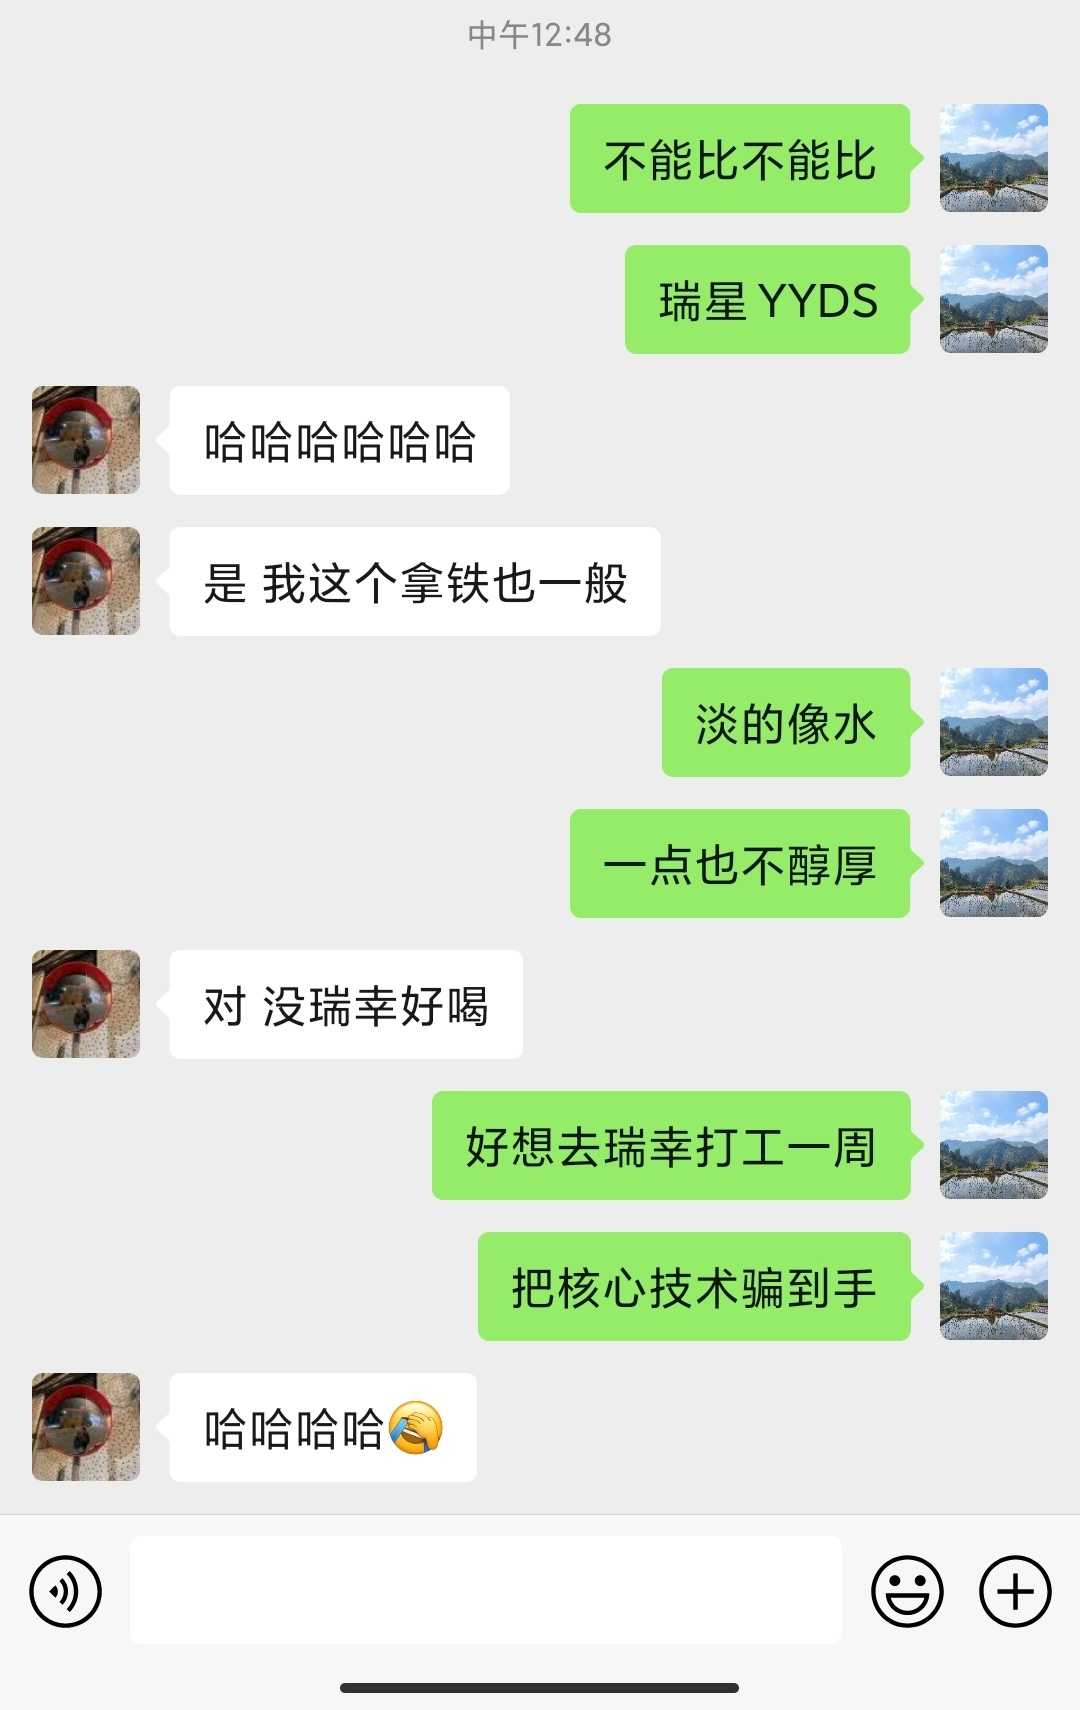 中午12:48
不能比不能比
瑞星 YYDS
哈哈哈哈哈哈
是 我这个拿铁也一般
淡的像水
一点也不醇厚
对 没瑞幸好喝
好想去瑞幸打工一周
把核心技术骗到手
哈哈哈哈🤦